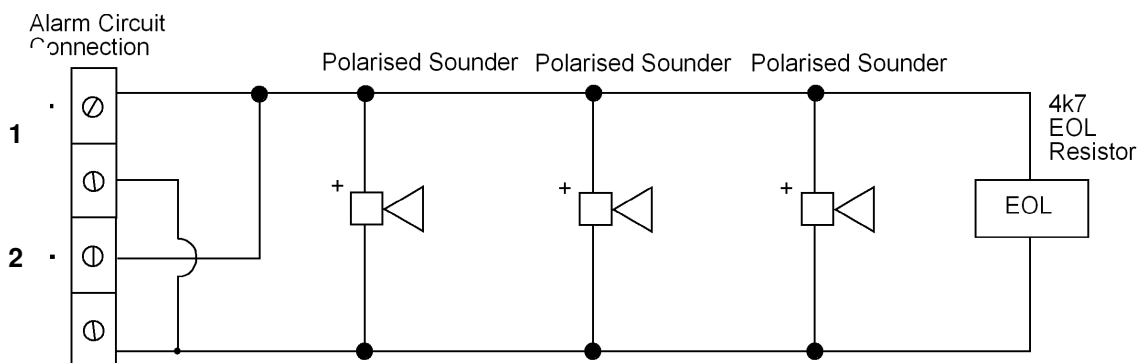 Alarm Circuit
Connection
Polarised Sounder Polarised Sounder Polarised Sounder
1
2
+
+
+
4k7
EOL
Resistor
EOL